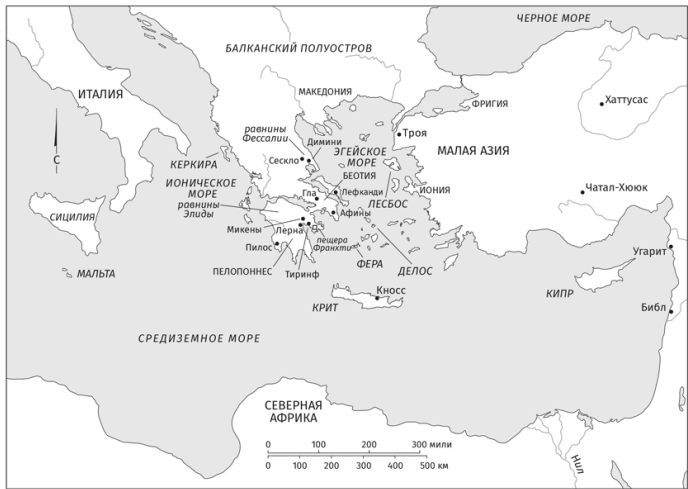 ЧЕРНОЕ МОРЕ
БАЛКАНСКИЙ ПОЛУОСТРОВ
ИТАЛИЯ
МАКЕДОНИЯ
ФРИГИЯ
Хаттусас
С
равнины
Фессалии
Димини
Троя
ЭГЕЙСКОЕ
МОРЕ
МАЛАЯ АЗИЯ
КЕРКИРА
Сескло
БЕОТИЯ
ИОНИЧЕСКОЕ
МОРЕ
Гла
Лефканди
ЛЕСБОС
ИОНИЯ
Чатал-Хююк
равнины
Элиды
СИЦИЛИЯ
Афины
Микены
Лерна
Пилос
пещера
Франхти
Угарит
МАЛЬТА
ПЕЛОПОННЕС
Тиринф
ФЕРА
ДЕЛОС
Кносс
КРИТ
КИПР
Библ
СРЕДИЗЕМНОЕ МОРЕ
СЕВЕРНАЯ
АФРИКА
0 100 200 300 мили
0 100 200 300 400 500 км
Нил